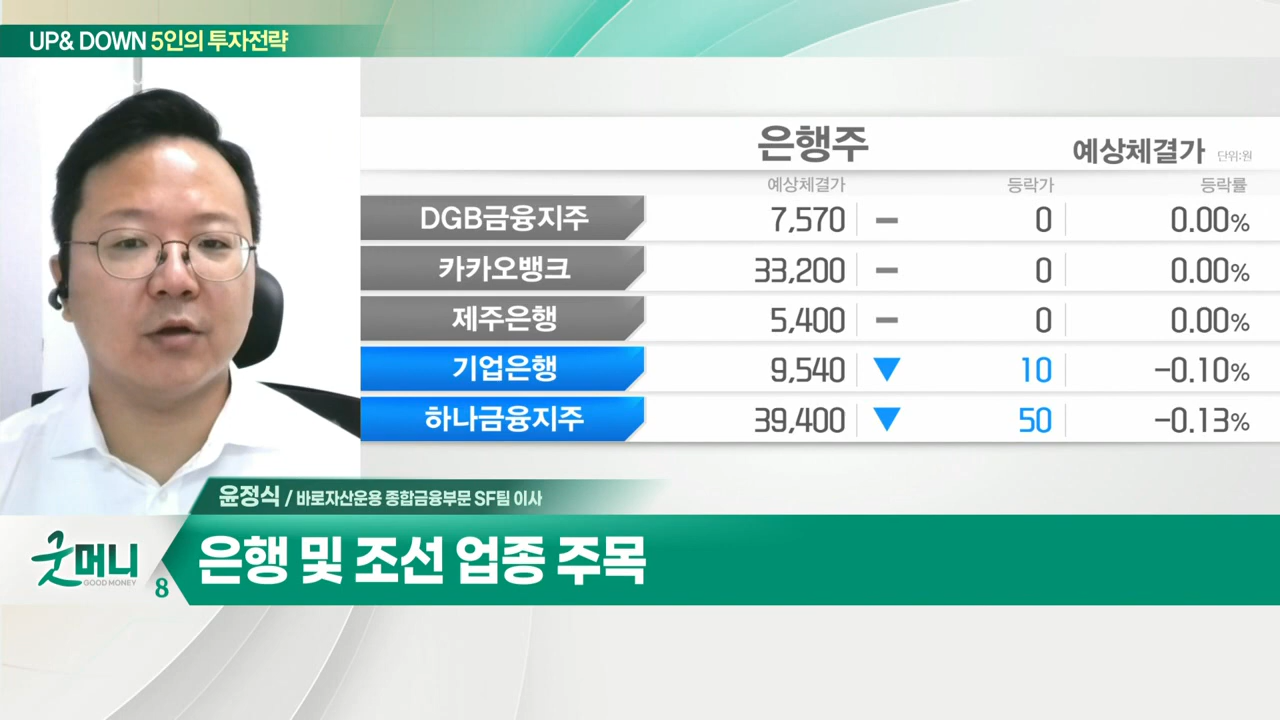 UP& DOWN 5인의 투자전략
은행주 예상체결가 단위:원
예상체결가 등락가 등락률
DGB금융지주 7,570 0 0.00%
카카오뱅크 33,200 0 0.00%
제주은행 5,400 0 0.00%
기업은행 9,540 ▼ 10 -0.10%
하나금융지주 39,400 ▼ 50 -0.13%
윤정식 / 바로자산운용 종합금융부문 SF팀 이사
굿머니
GOOD MONEY
8
은행 및 조선 업종 주목